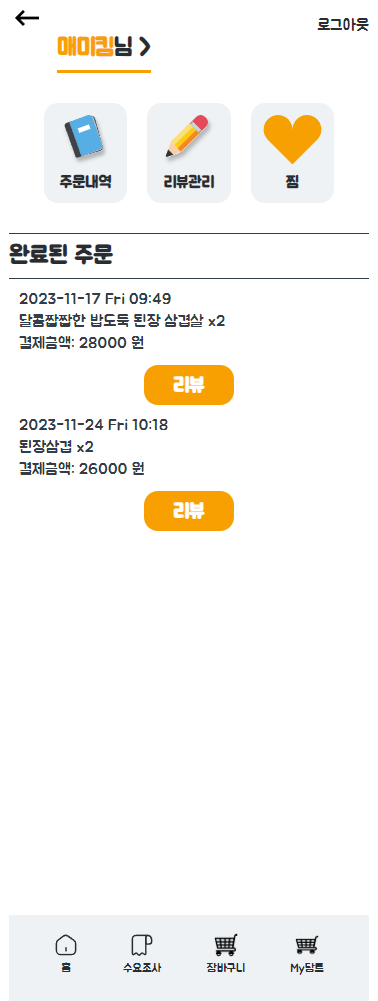 로그아웃
애미킴님
주문내역
리뷰관리
찜
완료된 주문
2023-11-17 Fri 09:49
달콤짭짭한 밥도둑 된장 삼겹살 x2
결제금액: 28000 원
리뷰
2023-11-24 Fri 10:18
된장삼겹 x2
결제금액: 26000 원
리뷰
홈
수요조사
장바구니
My담트